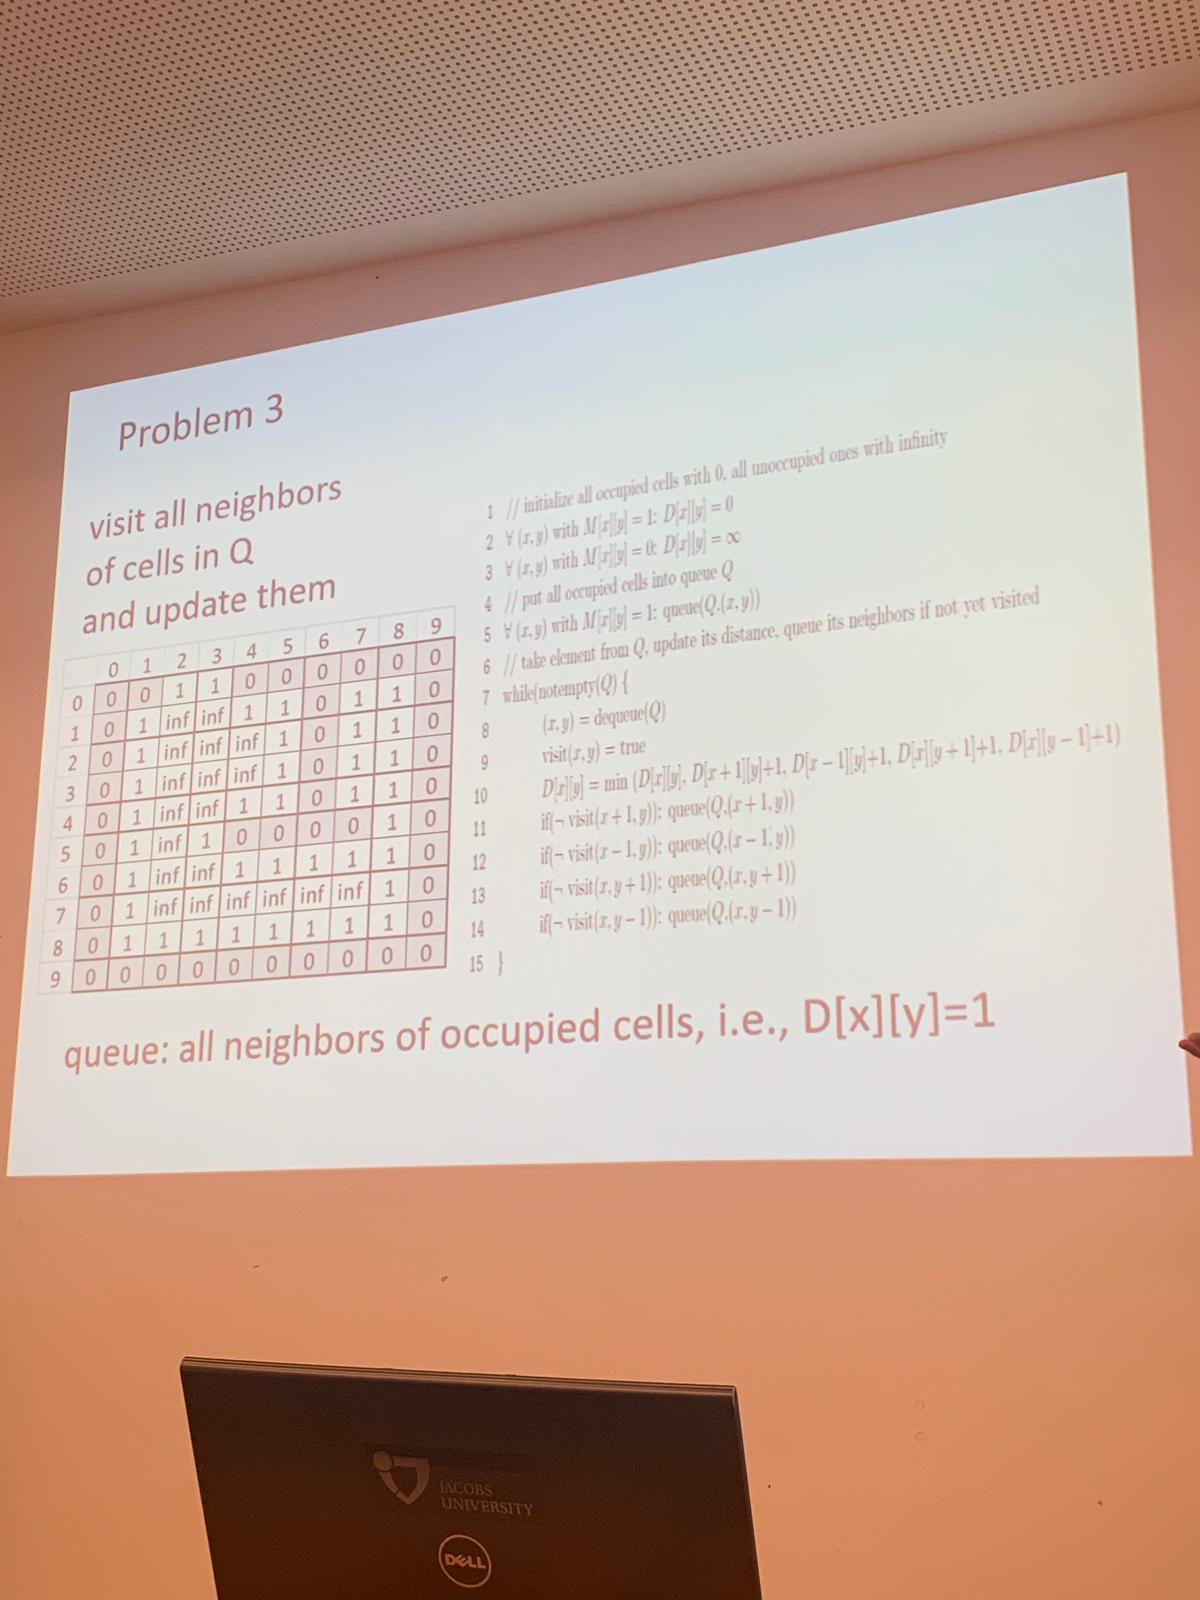 Problem 3
visit all neighbors
of cells in Q
and update them
0 1 2 3 4 5 6 7 8 9
0 0 0 1 1 0 0 0 0 0 0
1 0 1 inf inf 1 1 0 1 1 0
2 0 1 inf inf inf 1 0 1 1 0
3 0 1 inf inf inf 1 0 1 1 0
4 0 1 inf inf 1 1 0 1 1 0
5 0 1 inf 1 0 0 0 0 1 0
6 0 1 inf inf 1 1 1 1 1 0
7 0 1 inf inf inf inf inf inf 1 0
8 0 1 1 1 1 1 1 1 1 0
9 0 0 0 0 0 0 0 0 0 0
1 // initialize all occupied cells with 0, all unoccupied ones with infinity
2 ∀ (x,y) with M[x][y] = 1: D[x][y] = 0
3 ∀ (x,y) with M[x][y] = 0: D[x][y] = ∞
4 // put all occupied cells into queue Q
5 ∀ (x,y) with M[x][y] = 1: queue(Q,(x,y))
6 // take element from Q, update its distance, queue its neighbors if not yet visited
7 while(notempty(Q) {
8 (x,y) = dequeue(Q)
9 visit(x,y) = true
10 D[x][y] = min (D[x][y], D[x+1][y]+1, D[x−1][y]+1, D[x][y+1]+1, D[x][y−1]+1)
11 if(¬ visit(x+1,y)): queue(Q,(x+1,y))
12 if(¬ visit(x−1,y)): queue(Q,(x−1,y))
13 if(¬ visit(x,y+1)): queue(Q,(x,y+1))
14 if(¬ visit(x,y−1)): queue(Q,(x,y−1))
15 }
queue: all neighbors of occupied cells, i.e., D[x][y]=1
JACOBS
UNIVERSITY
DELL